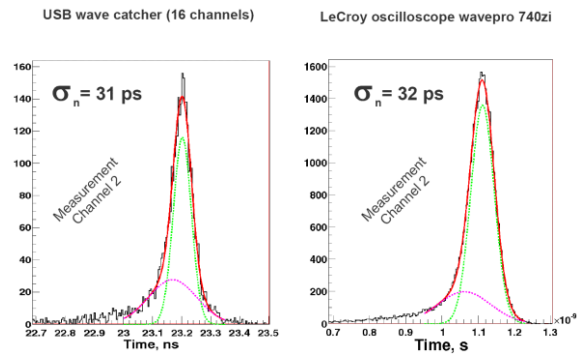 USB wave catcher (16 channels)
LeCroy oscilloscope wavepro 740zi
160
140
120
100
80
60
40
20
0
σn= 31 ps
Measurement
Channel 2
22.7 22.8 22.9 23 23.1 23.2 23.3 23.4 23.5
Time, ns
1600
1400
1200
1000
800
600
400
200
0
σn= 32 ps
Measurement
Channel 2
×10-9
0.7 0.8 0.9 1 1.1 1.2 1.3
Time, s